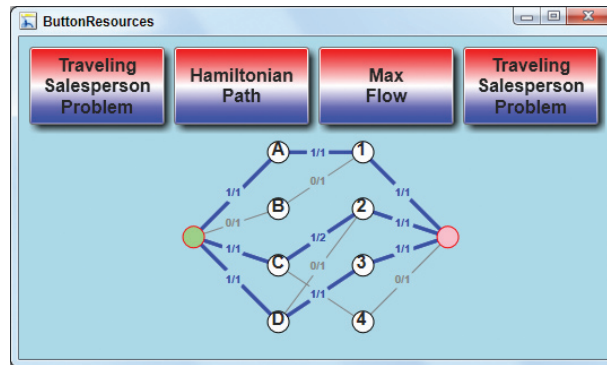 ButtonResources
Traveling
Salesperson
Problem
Hamiltonian
Path
Max
Flow
Traveling
Salesperson
Problem
A
1/1
1
0/1
1/1
1/1
B
0/1
2
1/2
1/1
1/1
1/1
C
0/1
3
1/1
1/1
0/1
D
4